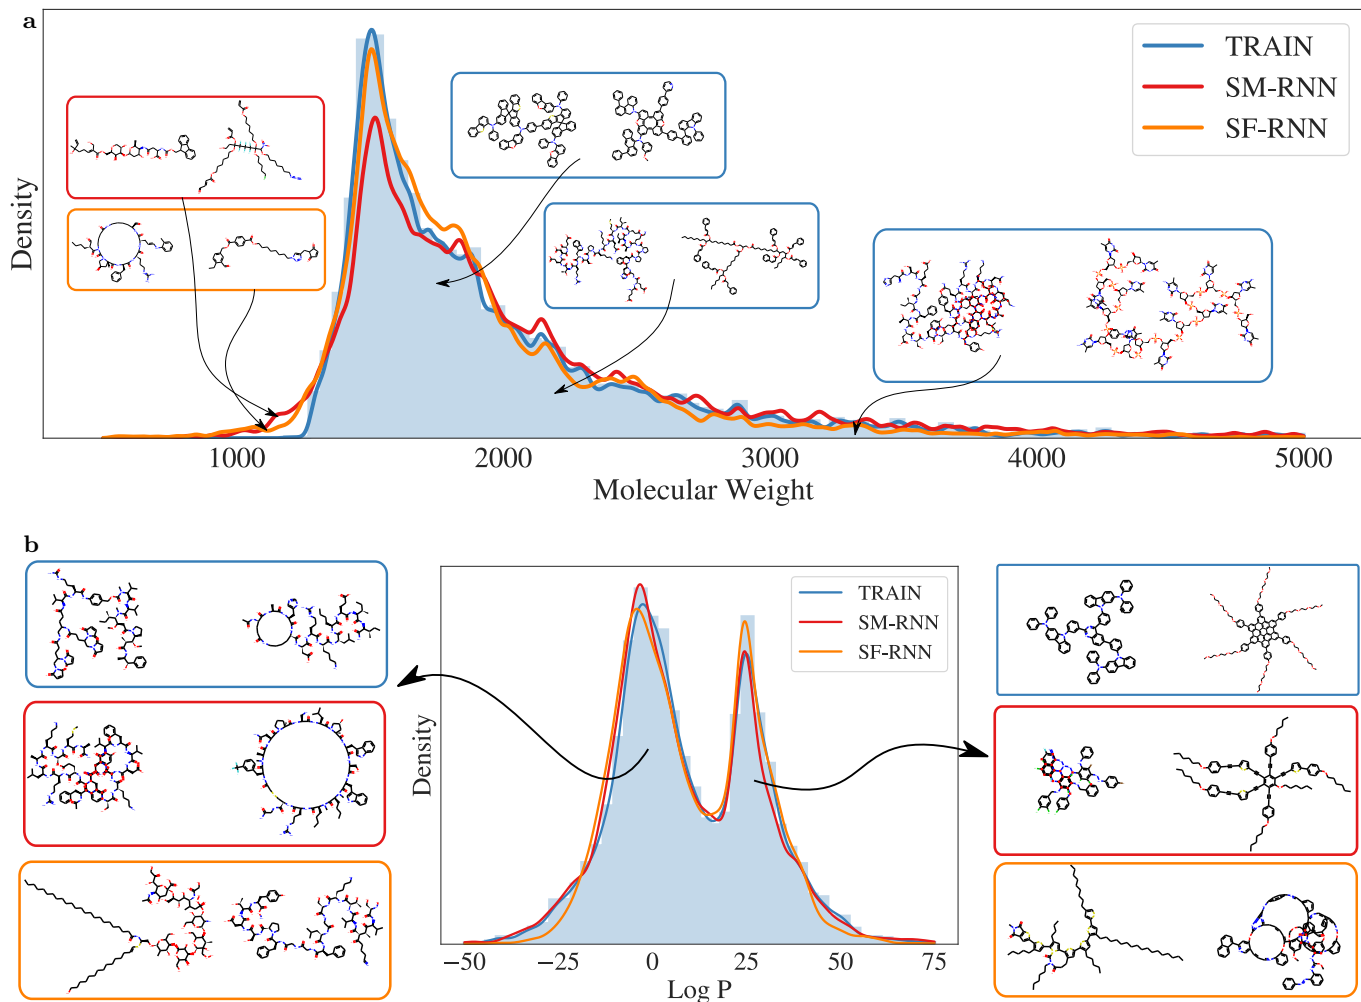 a
TRAIN
SM-RNN
SF-RNN
Density
1000 2000 3000 4000 5000
Molecular Weight
b
TRAIN
SM-RNN
SF-RNN
Density
−50 −25 0 25 50 75
Log P